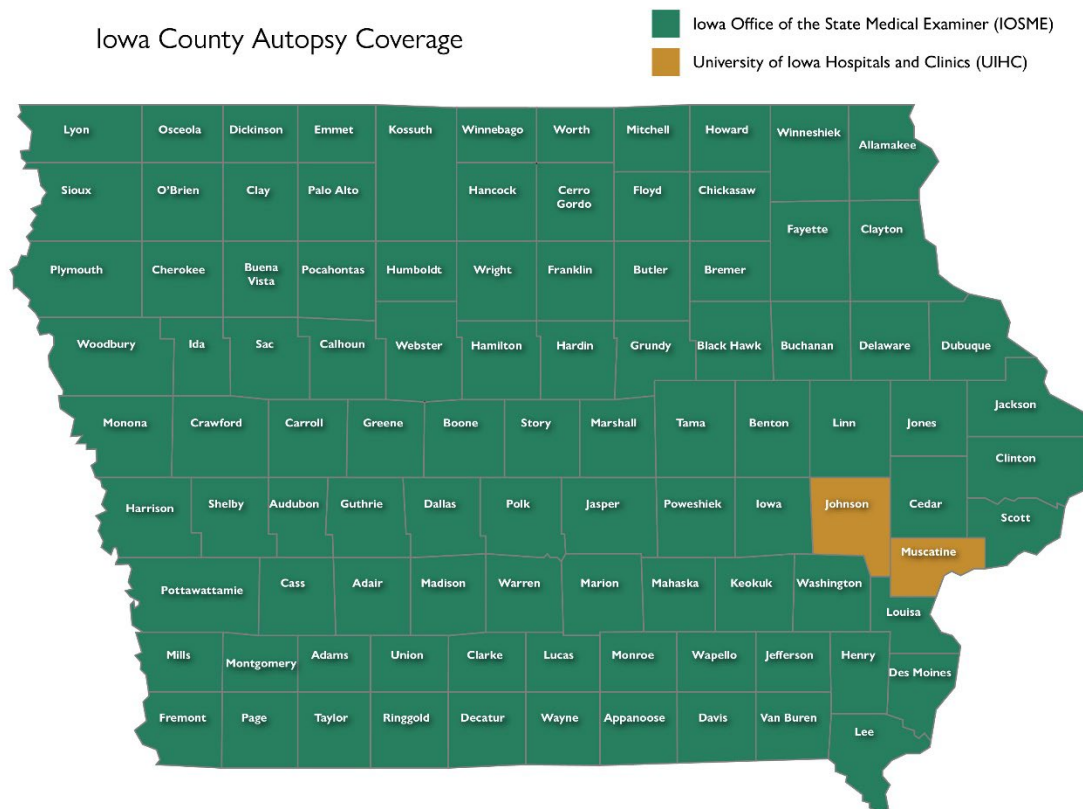 Iowa County Autopsy Coverage
Iowa Office of the State Medical Examiner (IOSME)
University of Iowa Hospitals and Clinics (UIHC)
Lyon
Osceola
Dickinson
Emmet
Kossuth
Winnebago
Worth
Mitchell
Howard
Winneshiek
Allamakee
Sioux
O'Brien
Clay
Palo Alto
Hancock
Cerro
Gordo
Floyd
Chickasaw
Fayette
Clayton
Plymouth
Cherokee
Buena
Vista
Pocahontas
Humboldt
Wright
Franklin
Butler
Bremer
Woodbury
Ida
Sac
Calhoun
Webster
Hamilton
Hardin
Grundy
Black Hawk
Buchanan
Delaware
Dubuque
Monona
Crawford
Carroll
Greene
Boone
Story
Marshall
Tama
Benton
Linn
Jones
Jackson
Clinton
Harrison
Shelby
Audubon
Guthrie
Dallas
Polk
Jasper
Poweshiek
Iowa
Johnson
Cedar
Scott
Muscatine
Pottawattamie
Cass
Adair
Madison
Warren
Marion
Mahaska
Keokuk
Washington
Louisa
Mills
Montgomery
Adams
Union
Clarke
Lucas
Monroe
Wapello
Jefferson
Henry
Des Moines
Fremont
Page
Taylor
Ringgold
Decatur
Wayne
Appanoose
Davis
Van Buren
Lee